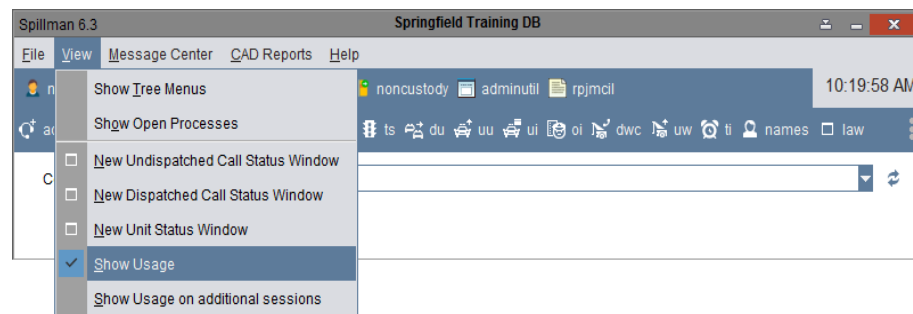 Spillman 6.3 Springfield Training DB
File View Message Center CAD Reports Help
Show Tree Menus
noncustody adminutil rpjmcil 10:19:58 AM
Show Open Processes
ts du uu ui oi dwc uw ti names law
New Undispatched Call Status Window
New Dispatched Call Status Window
New Unit Status Window
Show Usage
Show Usage on additional sessions